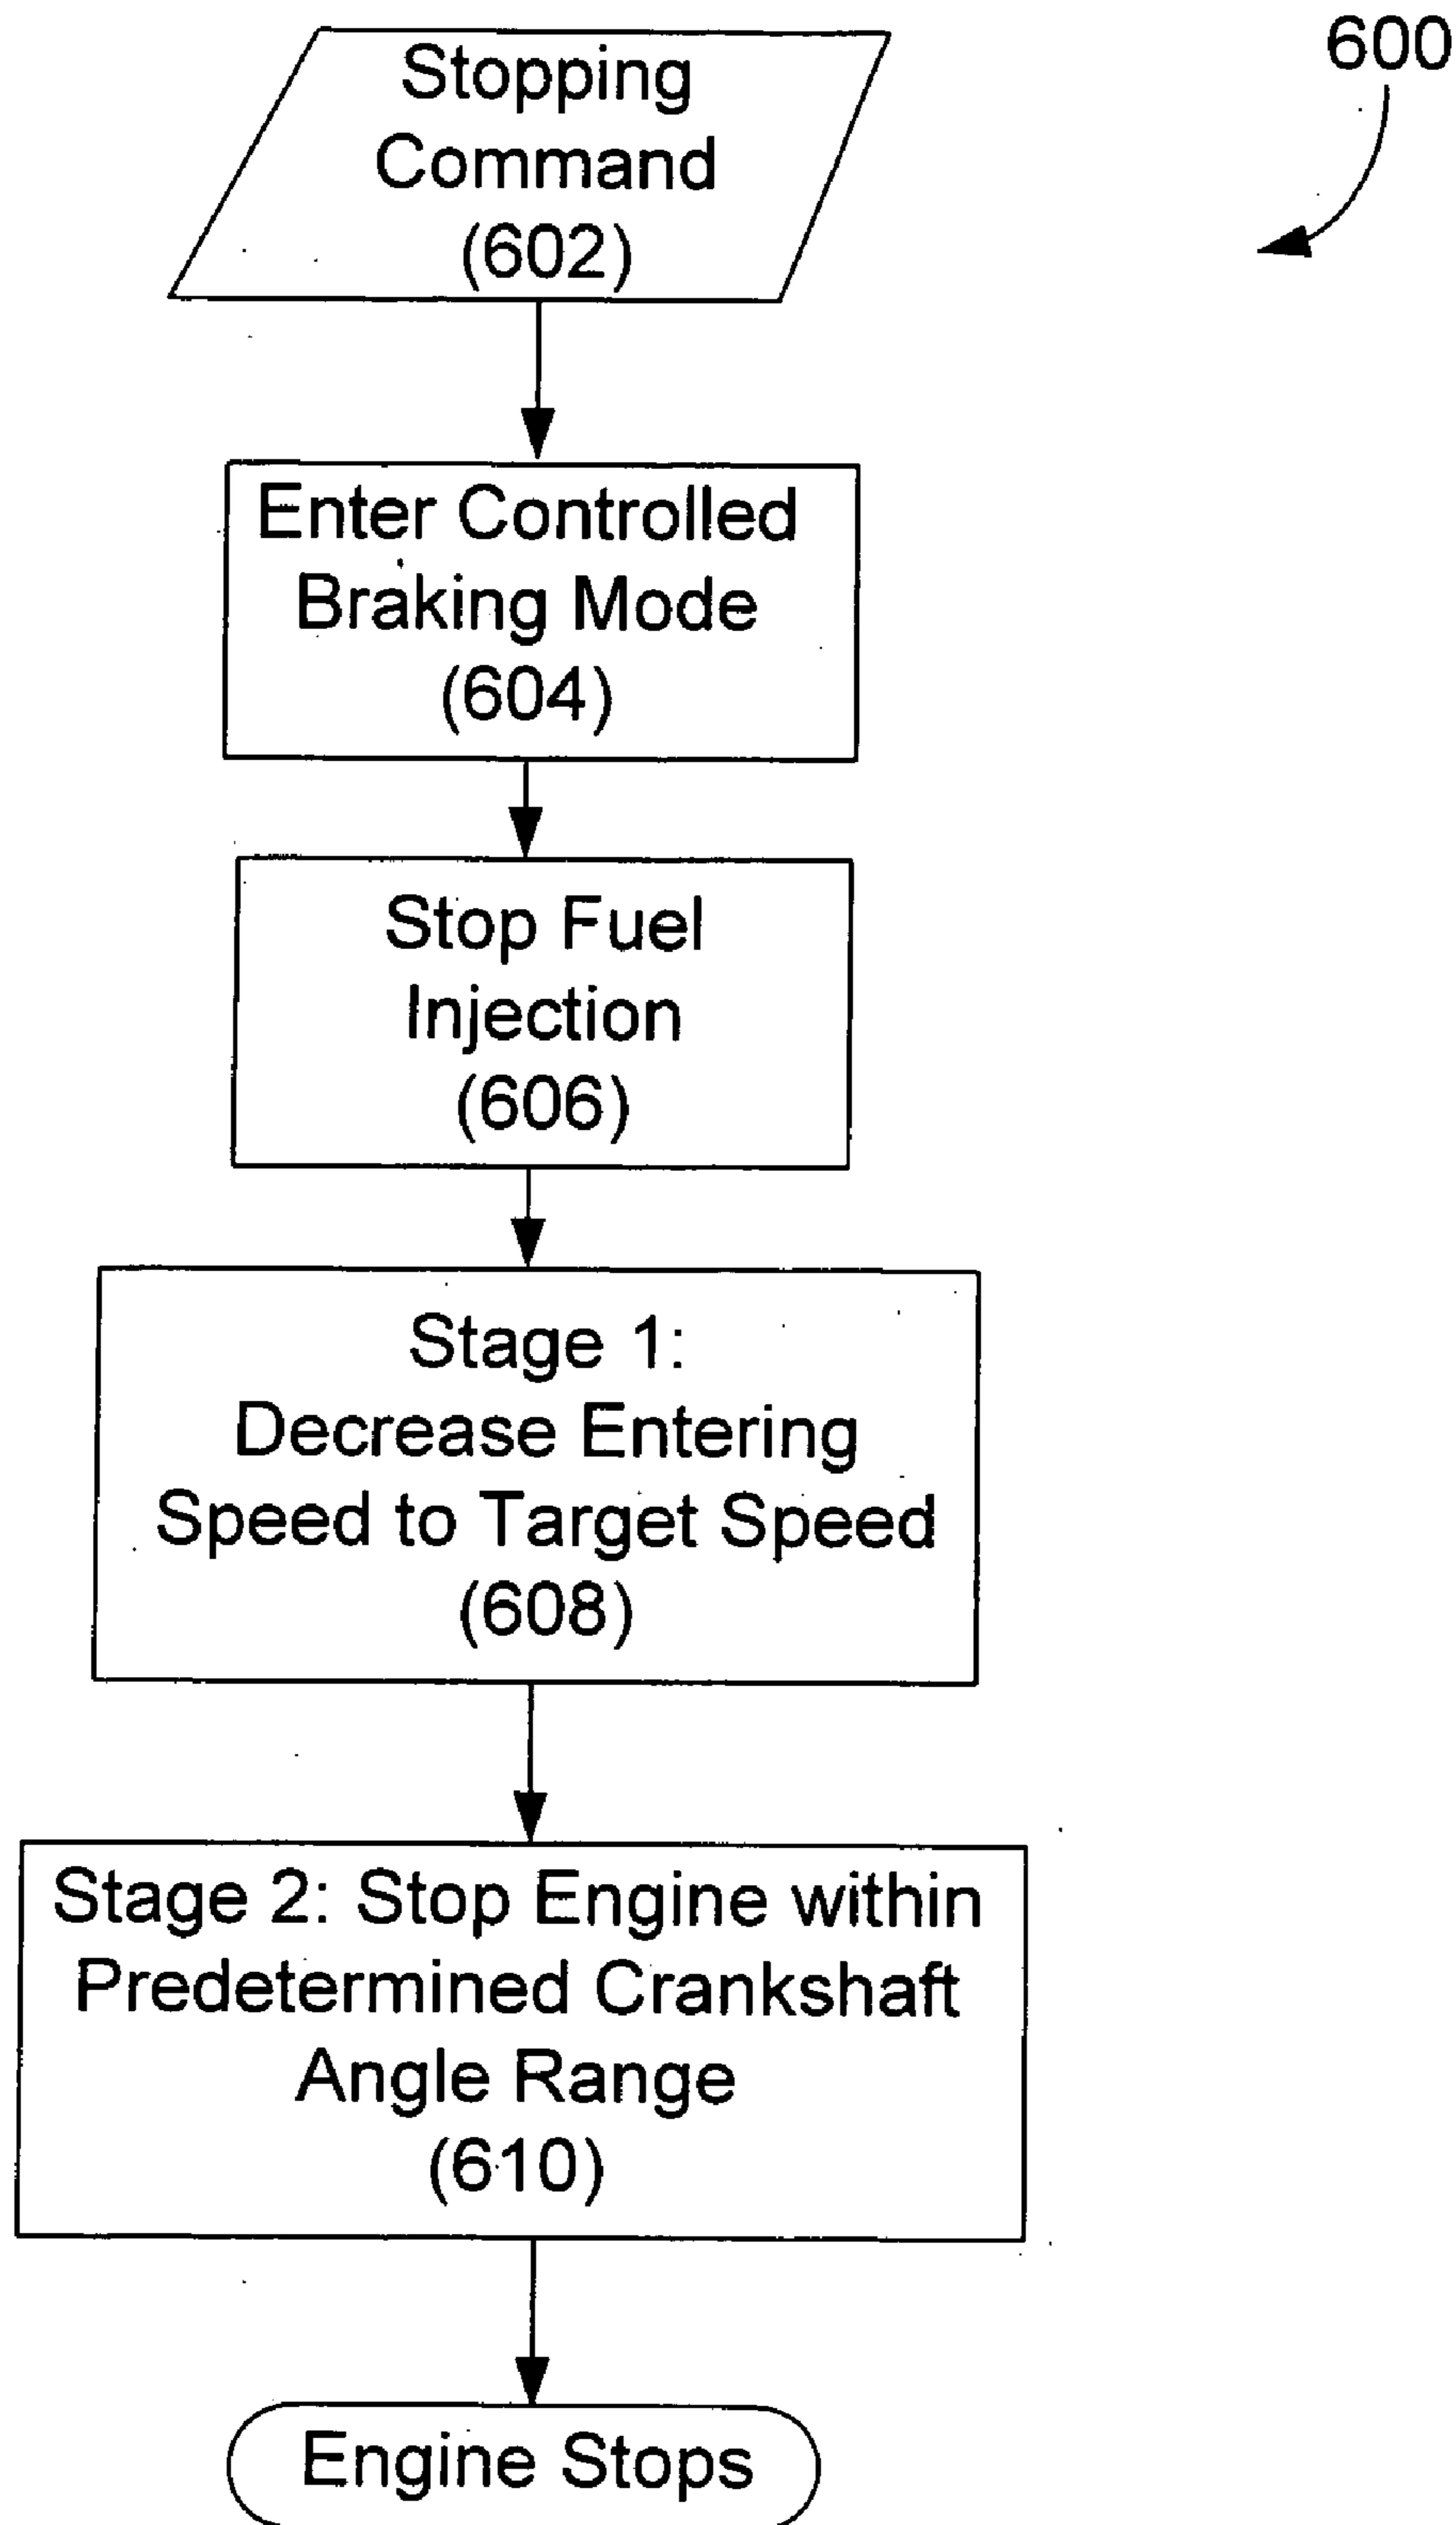 600
Stopping
Command
(602)
Enter Controlled
Braking Mode
(604)
Stop Fuel
Injection
(606)
Stage 1:
Decrease Entering
Speed to Target Speed
(608)
Stage 2: Stop Engine within
Predetermined Crankshaft
Angle Range
(610)
Engine Stops